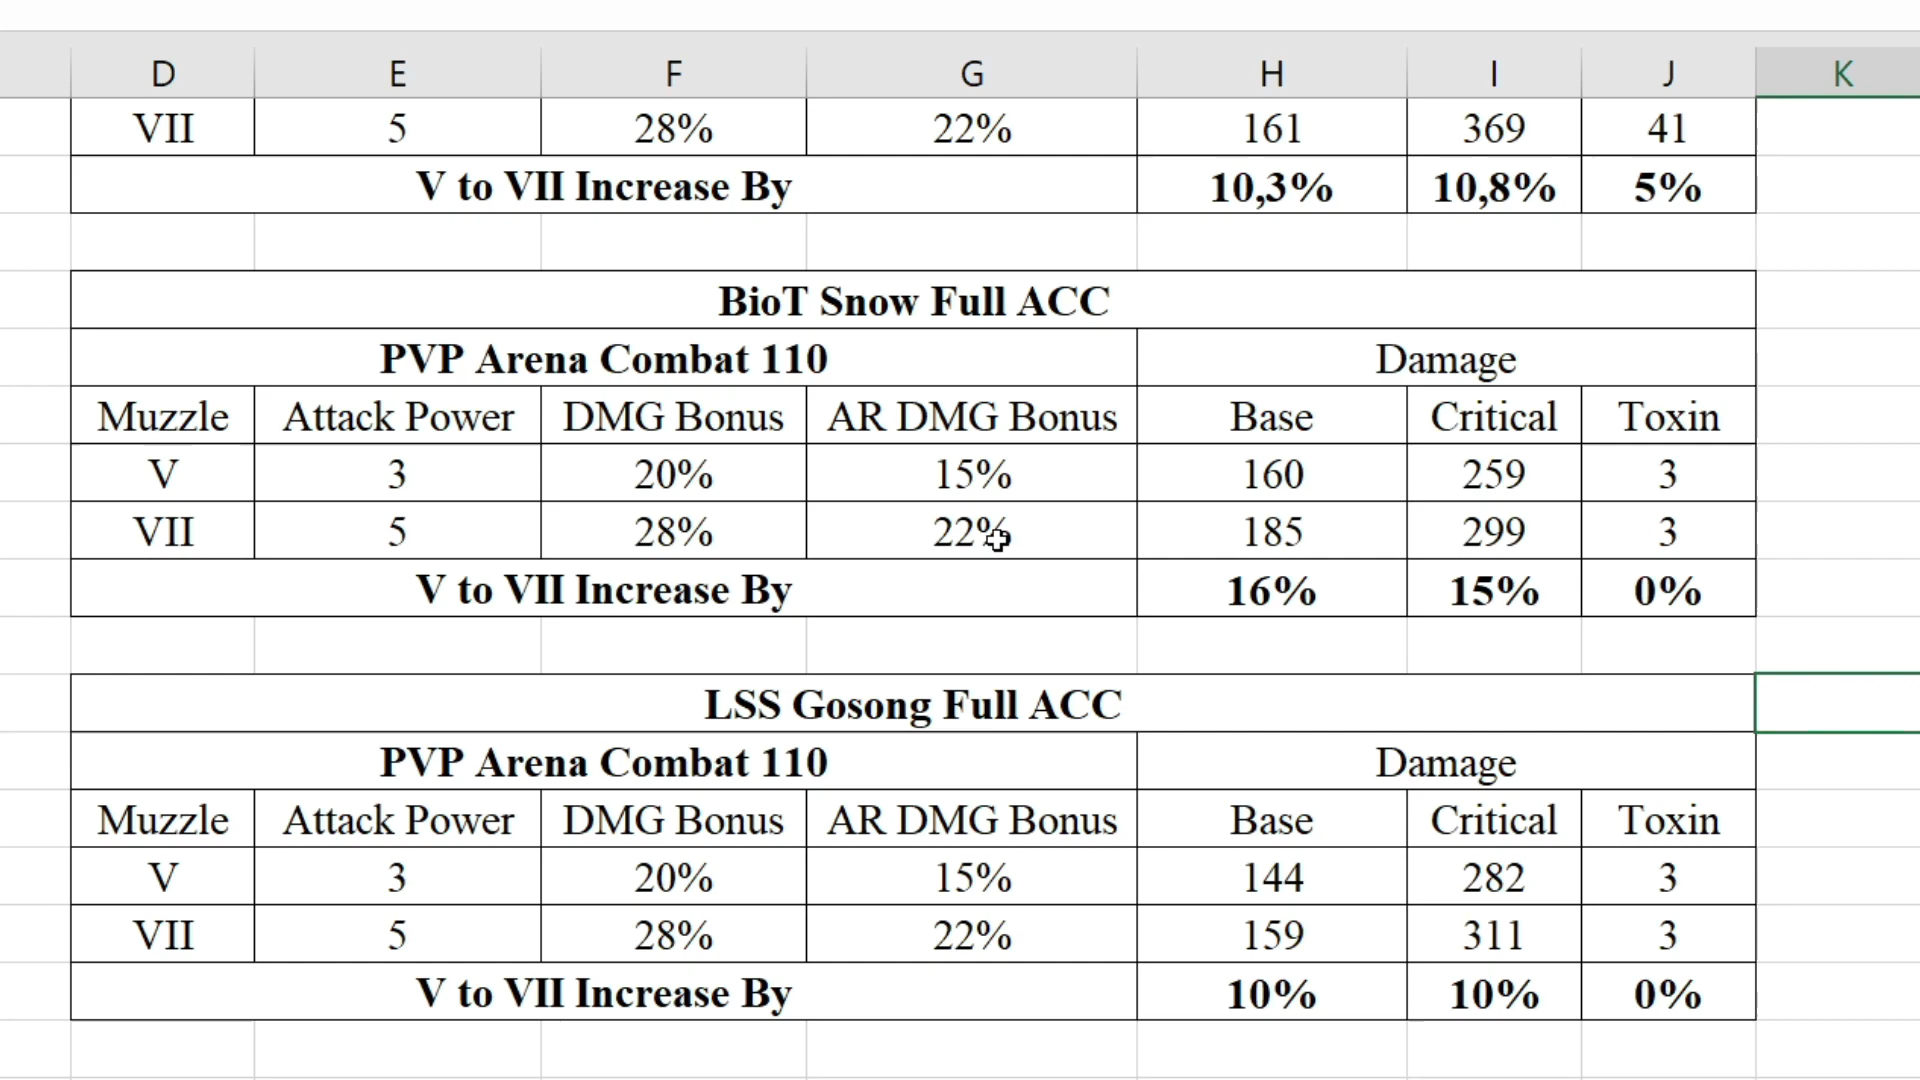 D E F G H I J K
VII 5 28% 22% 161 369 41
V to VII Increase By 10,3% 10,8% 5%
BioT Snow Full ACC
PVP Arena Combat 110 Damage
Muzzle Attack Power DMG Bonus AR DMG Bonus Base Critical Toxin
V 3 20% 15% 160 259 3
VII 5 28% 22% 185 299 3
V to VII Increase By 16% 15% 0%
LSS Gosong Full ACC
PVP Arena Combat 110 Damage
Muzzle Attack Power DMG Bonus AR DMG Bonus Base Critical Toxin
V 3 20% 15% 144 282 3
VII 5 28% 22% 159 311 3
V to VII Increase By 10% 10% 0%